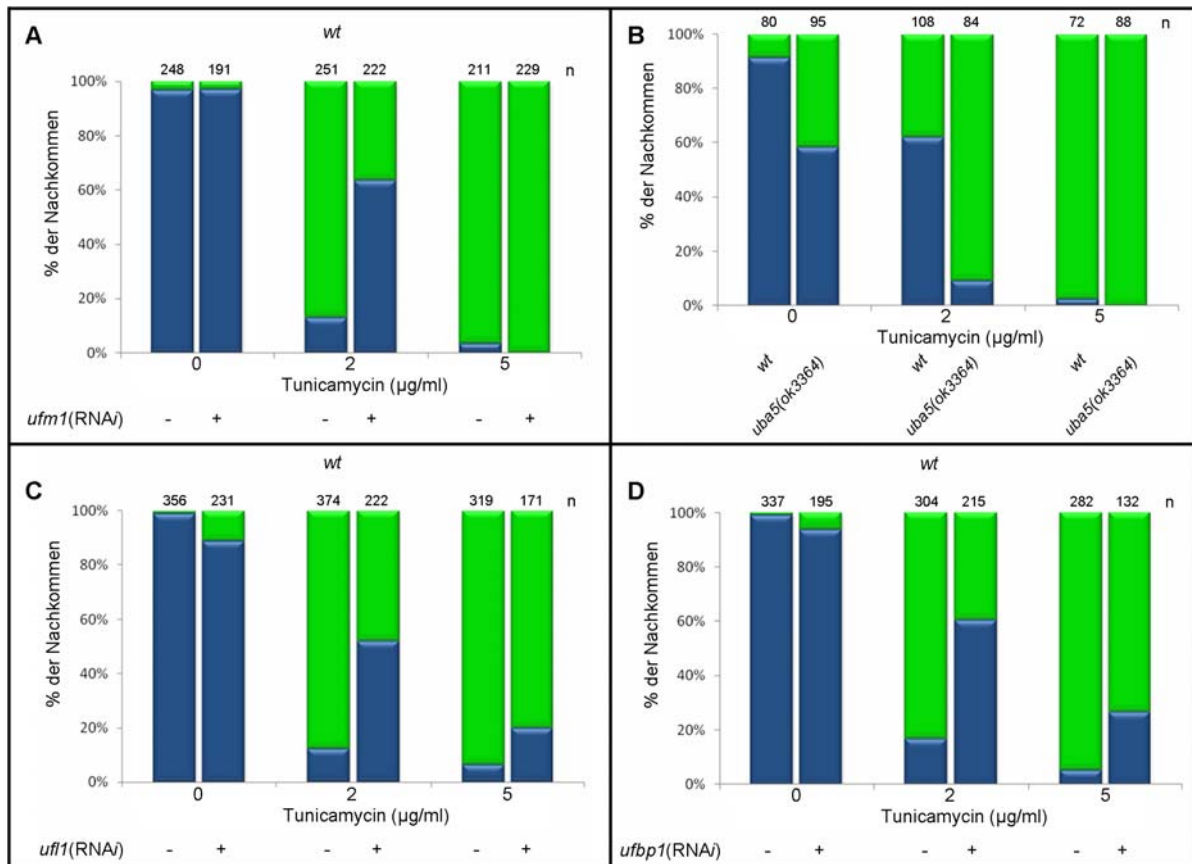 A
wt
248 191 251 222 211 229 n
100%
80%
60%
40%
20%
0%
% der Nachkommen
0 2 5
Tunicamycin (µg/ml)
ufm1(RNAi) - + - + - +
B
80 95 108 84 72 88 n
100%
80%
60%
40%
20%
0%
% der Nachkommen
0 2 5
Tunicamycin (µg/ml)
wt uba5(ok3364) wt uba5(ok3364) wt uba5(ok3364)
C
wt
356 231 374 222 319 171 n
100%
80%
60%
40%
20%
0%
% der Nachkommen
0 2 5
Tunicamycin (µg/ml)
ufl1(RNAi) - + - + - +
D
wt
337 195 304 215 282 132 n
100%
80%
60%
40%
20%
0%
% der Nachkommen
0 2 5
Tunicamycin (µg/ml)
ufbp1(RNAi) - + - + - +